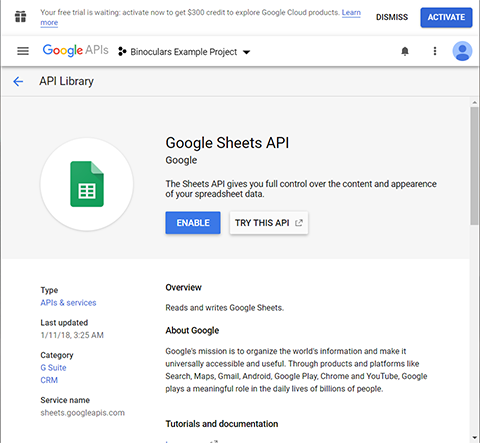 Your free trial is waiting: activate now to get $300 credit to explore Google Cloud products. Learn
more
DISMISS
ACTIVATE
Google APIs
Binoculars Example Project
API Library
Google Sheets API
Google
The Sheets API gives you full control over the content and appearence
of your spreadsheet data.
ENABLE
TRY THIS API
Type
APIs & services
Last updated
1/11/18, 3:25 AM
Category
G Suite
CRM
Service name
sheets.googleapis.com
Overview
Reads and writes Google Sheets.
About Google
Google's mission is to organize the world's information and make it
universally accessible and useful. Through products and platforms like
Search, Maps, Gmail, Android, Google Play, Chrome and YouTube, Google
plays a meaningful role in the daily lives of billions of people.
Tutorials and documentation